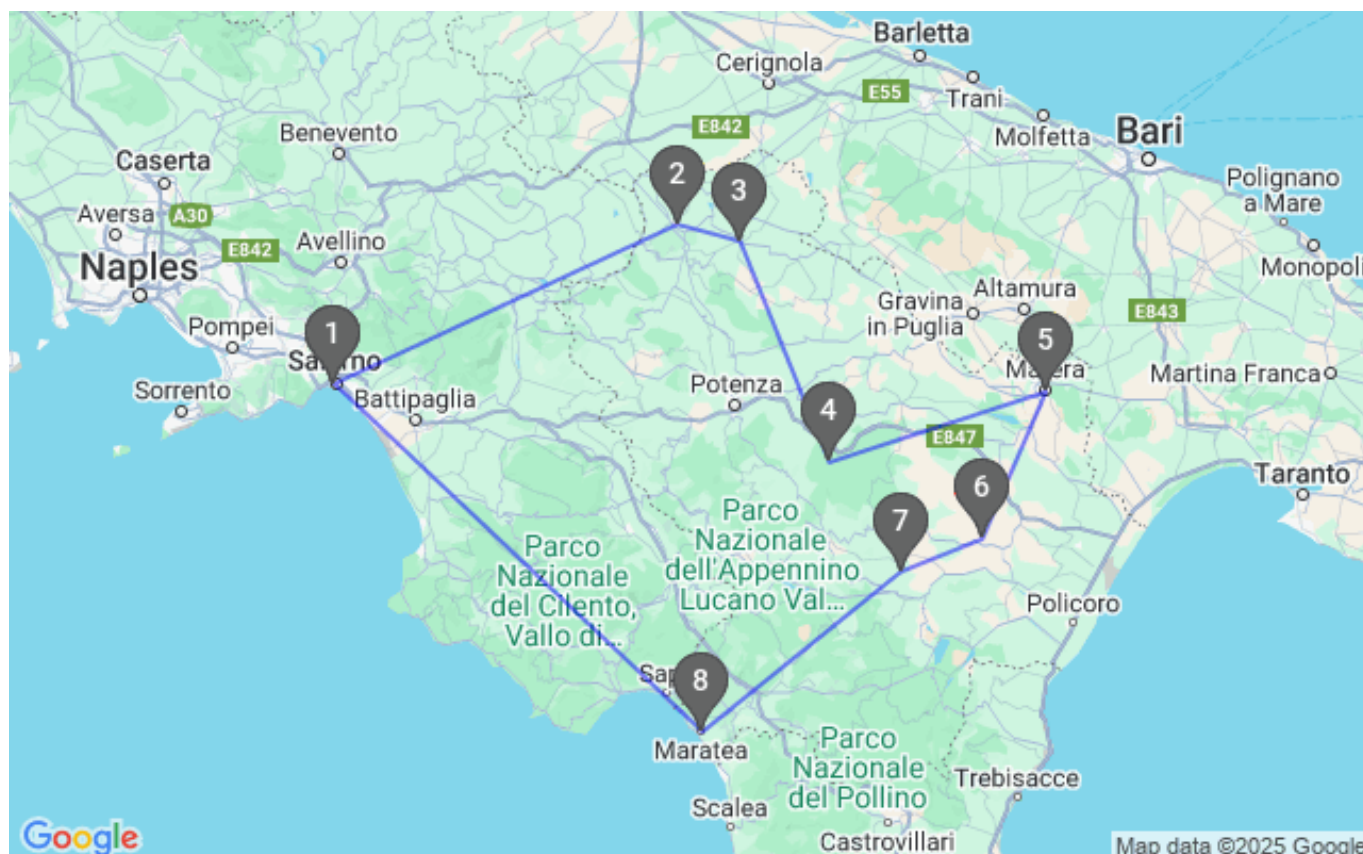 Barletta
Cerignola
E55
Trani
Molfetta
E842
Bari
Benevento
Caserta
Polignano
a Mare
A30
Aversa
2
3
E842
Avellino
Monopoli
Naples
Altamura
Gravina
in Puglia
E843
Pompei
1
5
Salerno
Matera
Martina Franca
Sorrento
Battipaglia
Potenza
4
E847
Taranto
6
Parco
Nazionale
dell'Appennino
Lucano Val...
7
Parco
Nazionale
del Cilento,
Vallo di...
Policoro
8
Maratea
Parco
Nazionale
del Pollino
Trebisacce
Scalea
Castrovillari
Google
Map data ©2025 Google